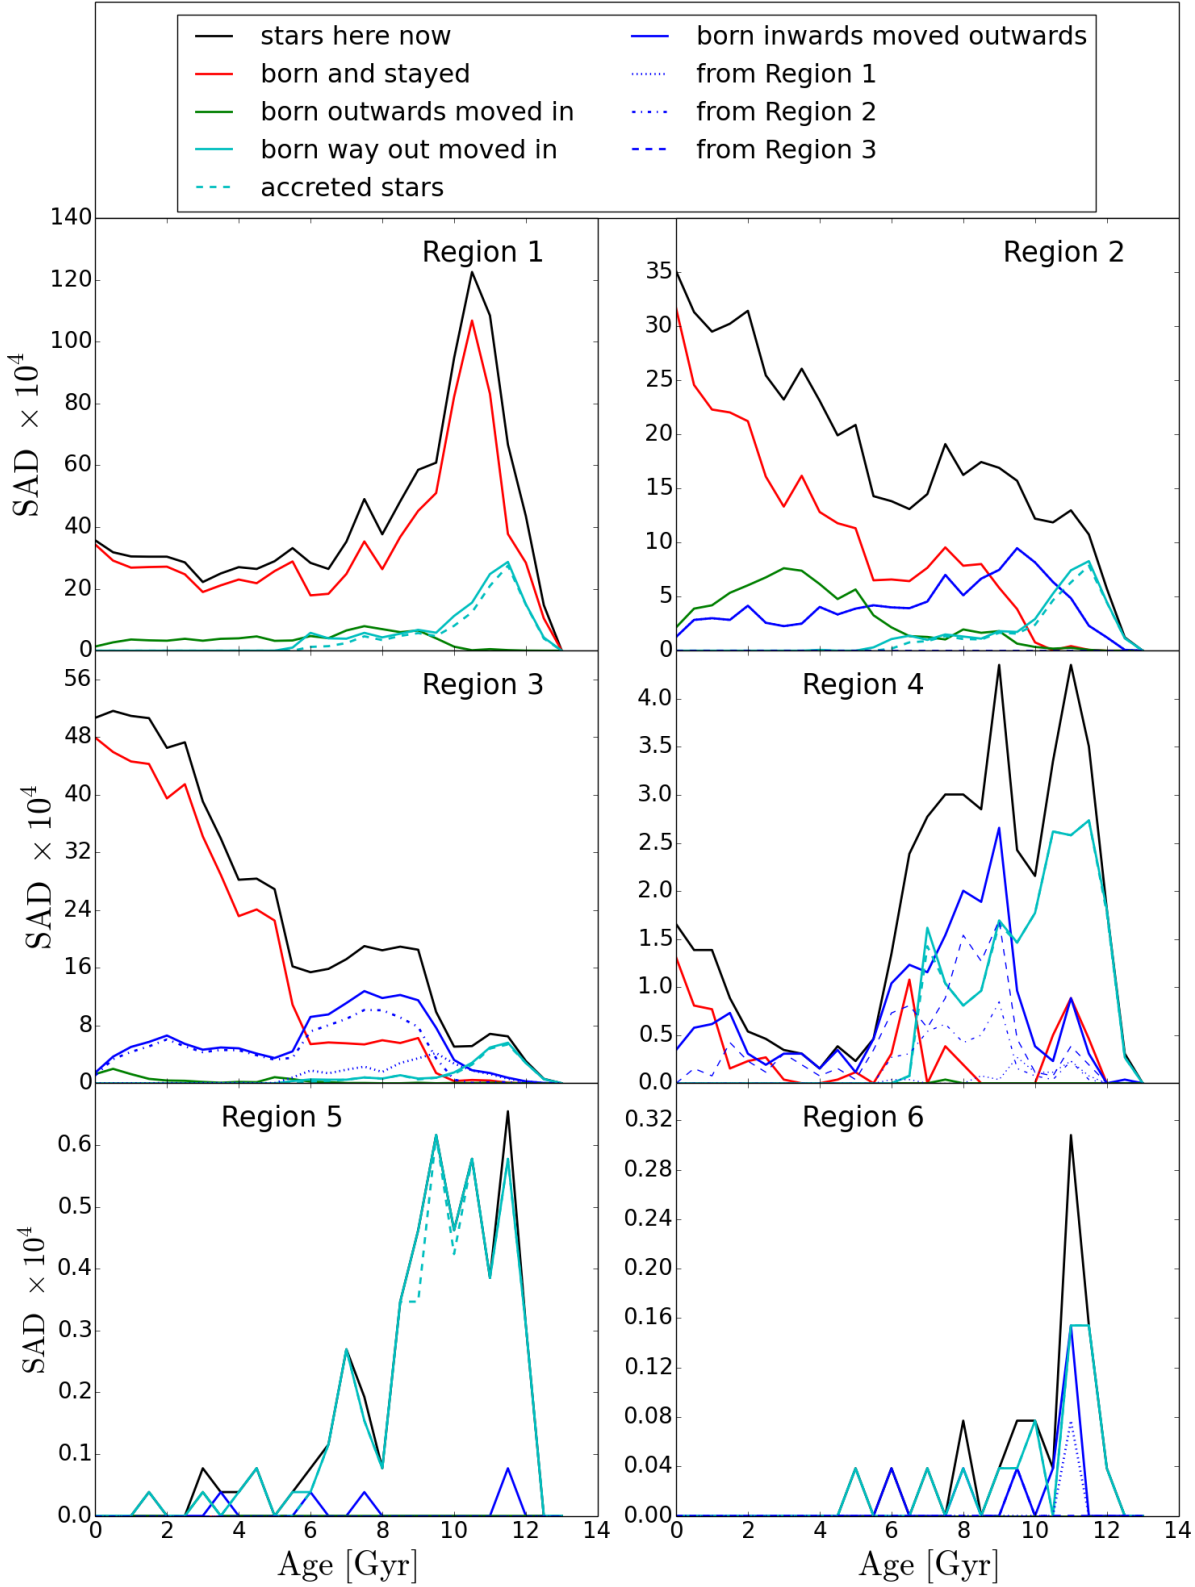 stars here now
born and stayed
born outwards moved in
born way out moved in
accreted stars
born inwards moved outwards
from Region 1
from Region 2
from Region 3
Region 1
140
120
100
80
60
40
20
0
SAD × 10^4
Region 2
35
30
25
20
15
10
5
0
Region 3
56
48
40
32
24
16
8
0
SAD × 10^4
Region 4
4.0
3.5
3.0
2.5
2.0
1.5
1.0
0.5
0.0
Region 5
0.6
0.5
0.4
0.3
0.2
0.1
0.0
SAD × 10^4
0 2 4 6 8 10 12 14
Age [Gyr]
Region 6
0.32
0.28
0.24
0.20
0.16
0.12
0.08
0.04
0.00
0 2 4 6 8 10 12 14
Age [Gyr]